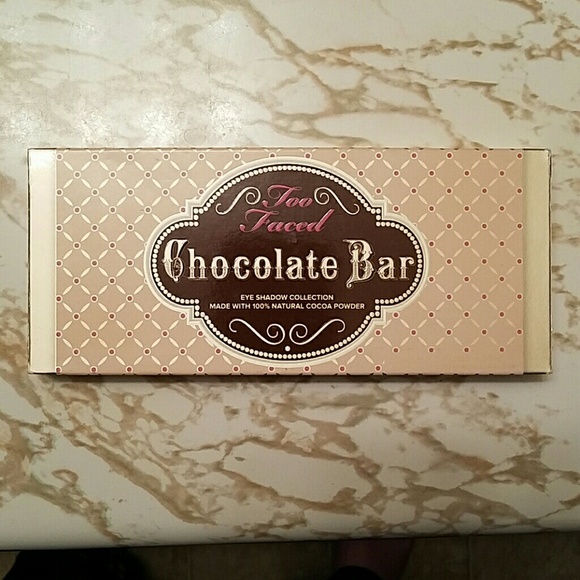 Too
Faced
Chocolate Bar
EYE SHADOW COLLECTION
MADE WITH 100% NATURAL COCOA POWDER